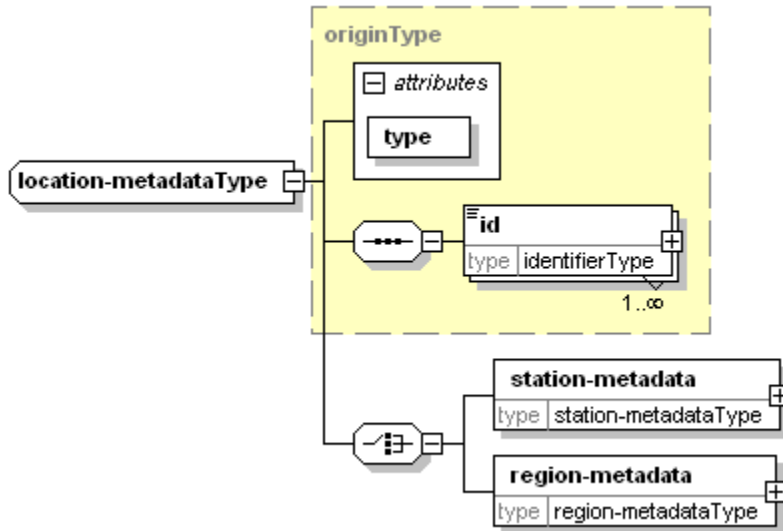 originType
attributes
type
location-metadataType
id
type identifierType
1..∞
station-metadata
type station-metadataType
region-metadata
type region-metadataType